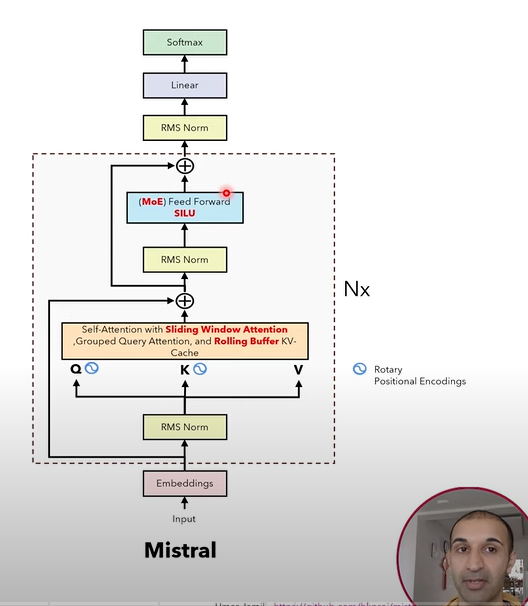 Softmax
Linear
RMS Norm
(MoE) Feed Forward
SILU
RMS Norm
Nx
Self-Attention with Sliding Window Attention
,Grouped Query Attention, and Rolling Buffer KV-
Cache
Q K V
Rotary
Positional Encodings
RMS Norm
Embeddings
Input
Mistral